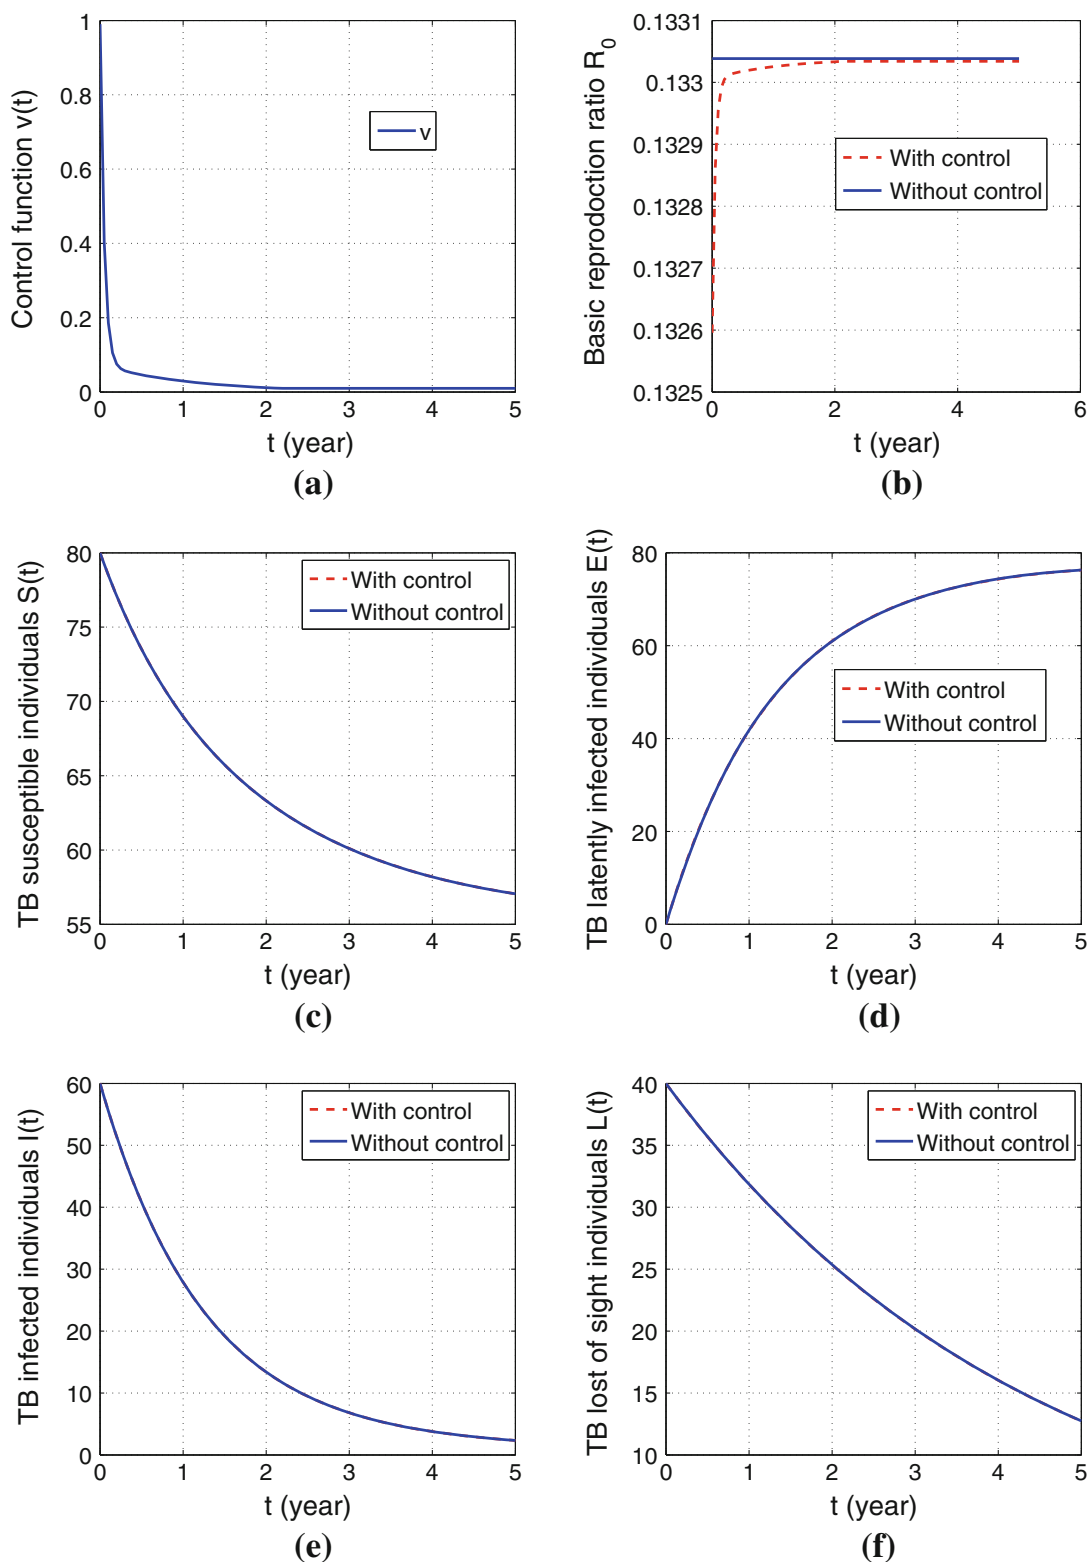 Control function v(t)
1
0.8
0.6
0.4
0.2
0
v
0 1 2 3 4 5
t (year)
(a)
Basic reprodoction ratio R_0
0.1331
0.133
0.1329
0.1328
0.1327
0.1326
0.1325
With control
Without control
0 2 4 6
t (year)
(b)
TB susceptible individuals S(t)
80
75
70
65
60
55
With control
Without control
0 1 2 3 4 5
t (year)
(c)
TB latently infected individuals E(t)
80
60
40
20
0
With control
Without control
0 1 2 3 4 5
t (year)
(d)
TB infected individuals I(t)
60
50
40
30
20
10
0
With control
Without control
0 1 2 3 4 5
t (year)
(e)
TB lost of sight individuals L(t)
40
35
30
25
20
15
10
With control
Without control
0 1 2 3 4 5
t (year)
(f)